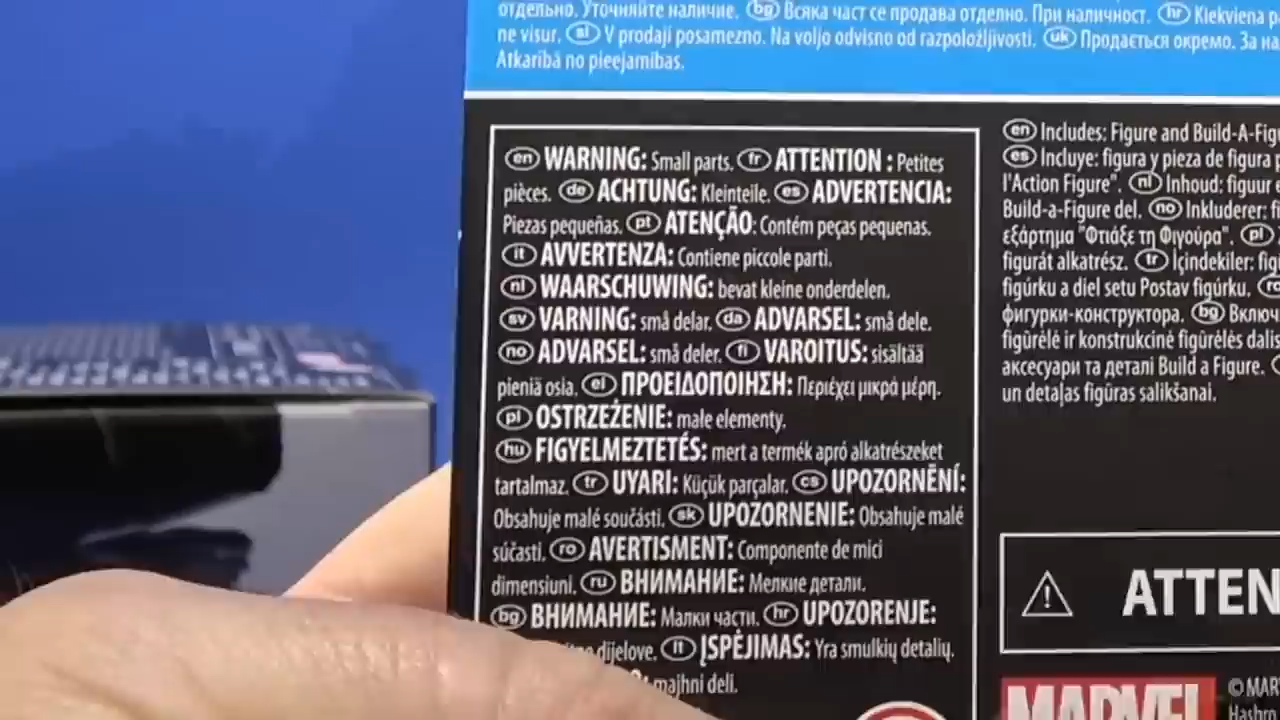 отдельно. Уточняйте наличие. bg Всяка част се продава отделно. При наличност. hr Kiekviena
ne visur. sl V prodaji posamezno. Na voljo odvisno od razpoložljivosti. uk Продається окремо. За
Atkarībā no pieejamības.
en WARNING: Small parts. fr ATTENTION : Petites
pièces. de ACHTUNG: Kleinteile. es ADVERTENCIA:
Piezas pequeñas. pt ATENÇÃO: Contém peças pequenas.
it AVVERTENZA: Contiene piccole parti.
nl WAARSCHUWING: bevat kleine onderdelen.
sv VARNING: små delar. da ADVARSEL: små dele.
no ADVARSEL: små deler. fi VAROITUS: sisältää
pieniä osia. el ΠΡΟΕΙΔΟΠΟΙΗΣΗ: Περιέχει μικρά μέρη.
pl OSTRZEŻENIE: małe elementy.
hu FIGYELMEZTETÉS: mert a termék apró alkatrészeket
tartalmaz. tr UYARI: Küçük parçalar. cs UPOZORNĚNÍ:
Obsahuje malé součásti. sk UPOZORNENIE: Obsahuje malé
súčasti. ro AVERTISMENT: Componente de mici
dimensiuni. ru ВНИМАНИЕ: Мелкие детали.
bg ВНИМАНИЕ: Малки части. hr UPOZORENJE:
dijelove. lt ĮSPĖJIMAS: Yra smulkių detalių.
majhni deli.
en Includes: Figure and Build-A-Fig
es Incluye: figura y pieza de figura
l'Action Figure". nl Inhoud: figuur
Build-a-Figure del. no Inkluderer:
εξάρτημα "Φτιάξε τη Φιγούρα". pl
figurát alkatrész. tr İçindekiler:
figúrku a diel setu Postav figúrku.
фигурки-конструктора. bg Включ
figūrėlė ir konstrukcinė figūrėlės
аксесуари та деталі Build a Figure.
un detaļas figūras salikšanai.
ATTEN
MARVEL
© MAR
Hasbro